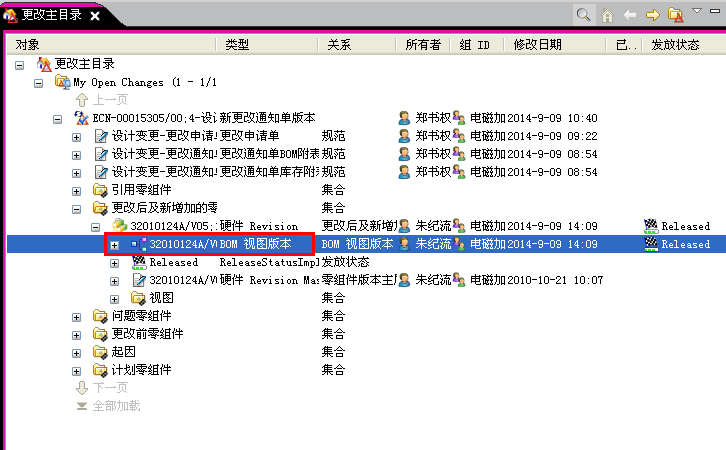 更改主目录
对象 类型 关系 所有者 组 ID 修改日期 已.. 发放状态
更改主目录
My Open Changes (1 - 1/1
上一页
ECN-00015305/00;4-设计 新更改通知单版本 郑书权 电磁加 2014-9-09 10:40
设计变更-更改申请 更改申请单 规范 郑书权 电磁加 2014-9-09 09:22
设计变更-更改通知 更改通知单BOM附表 规范 郑书权 电磁加 2014-9-09 08:54
设计变更-更改通知 更改通知单库存附 规范 郑书权 电磁加 2014-9-09 08:54
引用零组件 集合
更改后及新增加的零 集合
32010124A/V05; 硬件 Revision 更改后及新增 朱纪流 电磁加 2014-9-09 14:09 Released
32010124A/V BOM 视图版本 BOM 视图版本 朱纪流 电磁加 2014-9-09 14:09 Released
Released ReleaseStatusImpl 发放状态
32010124A/V 硬件 Revision Ma 零组件版本主 朱纪流 电磁加 2010-10-21 10:07
视图 集合
问题零组件 集合
更改前零组件 集合
起因 集合
计划零组件 集合
下一页
全部加载